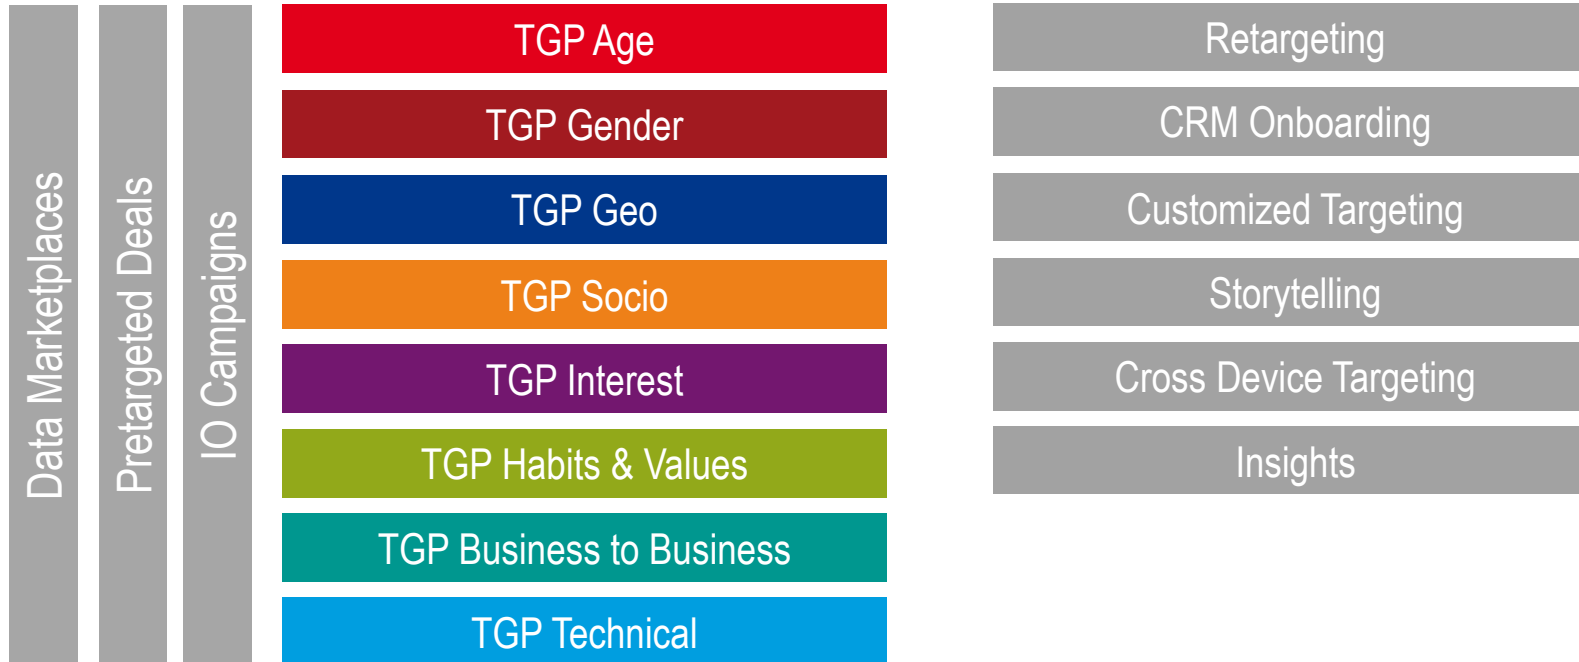 Data Marketplaces
Pretargeted Deals
IO Campaigns
TGP Age
TGP Gender
TGP Geo
TGP Socio
TGP Interest
TGP Habits & Values
TGP Business to Business
TGP Technical
Retargeting
CRM Onboarding
Customized Targeting
Storytelling
Cross Device Targeting
Insights